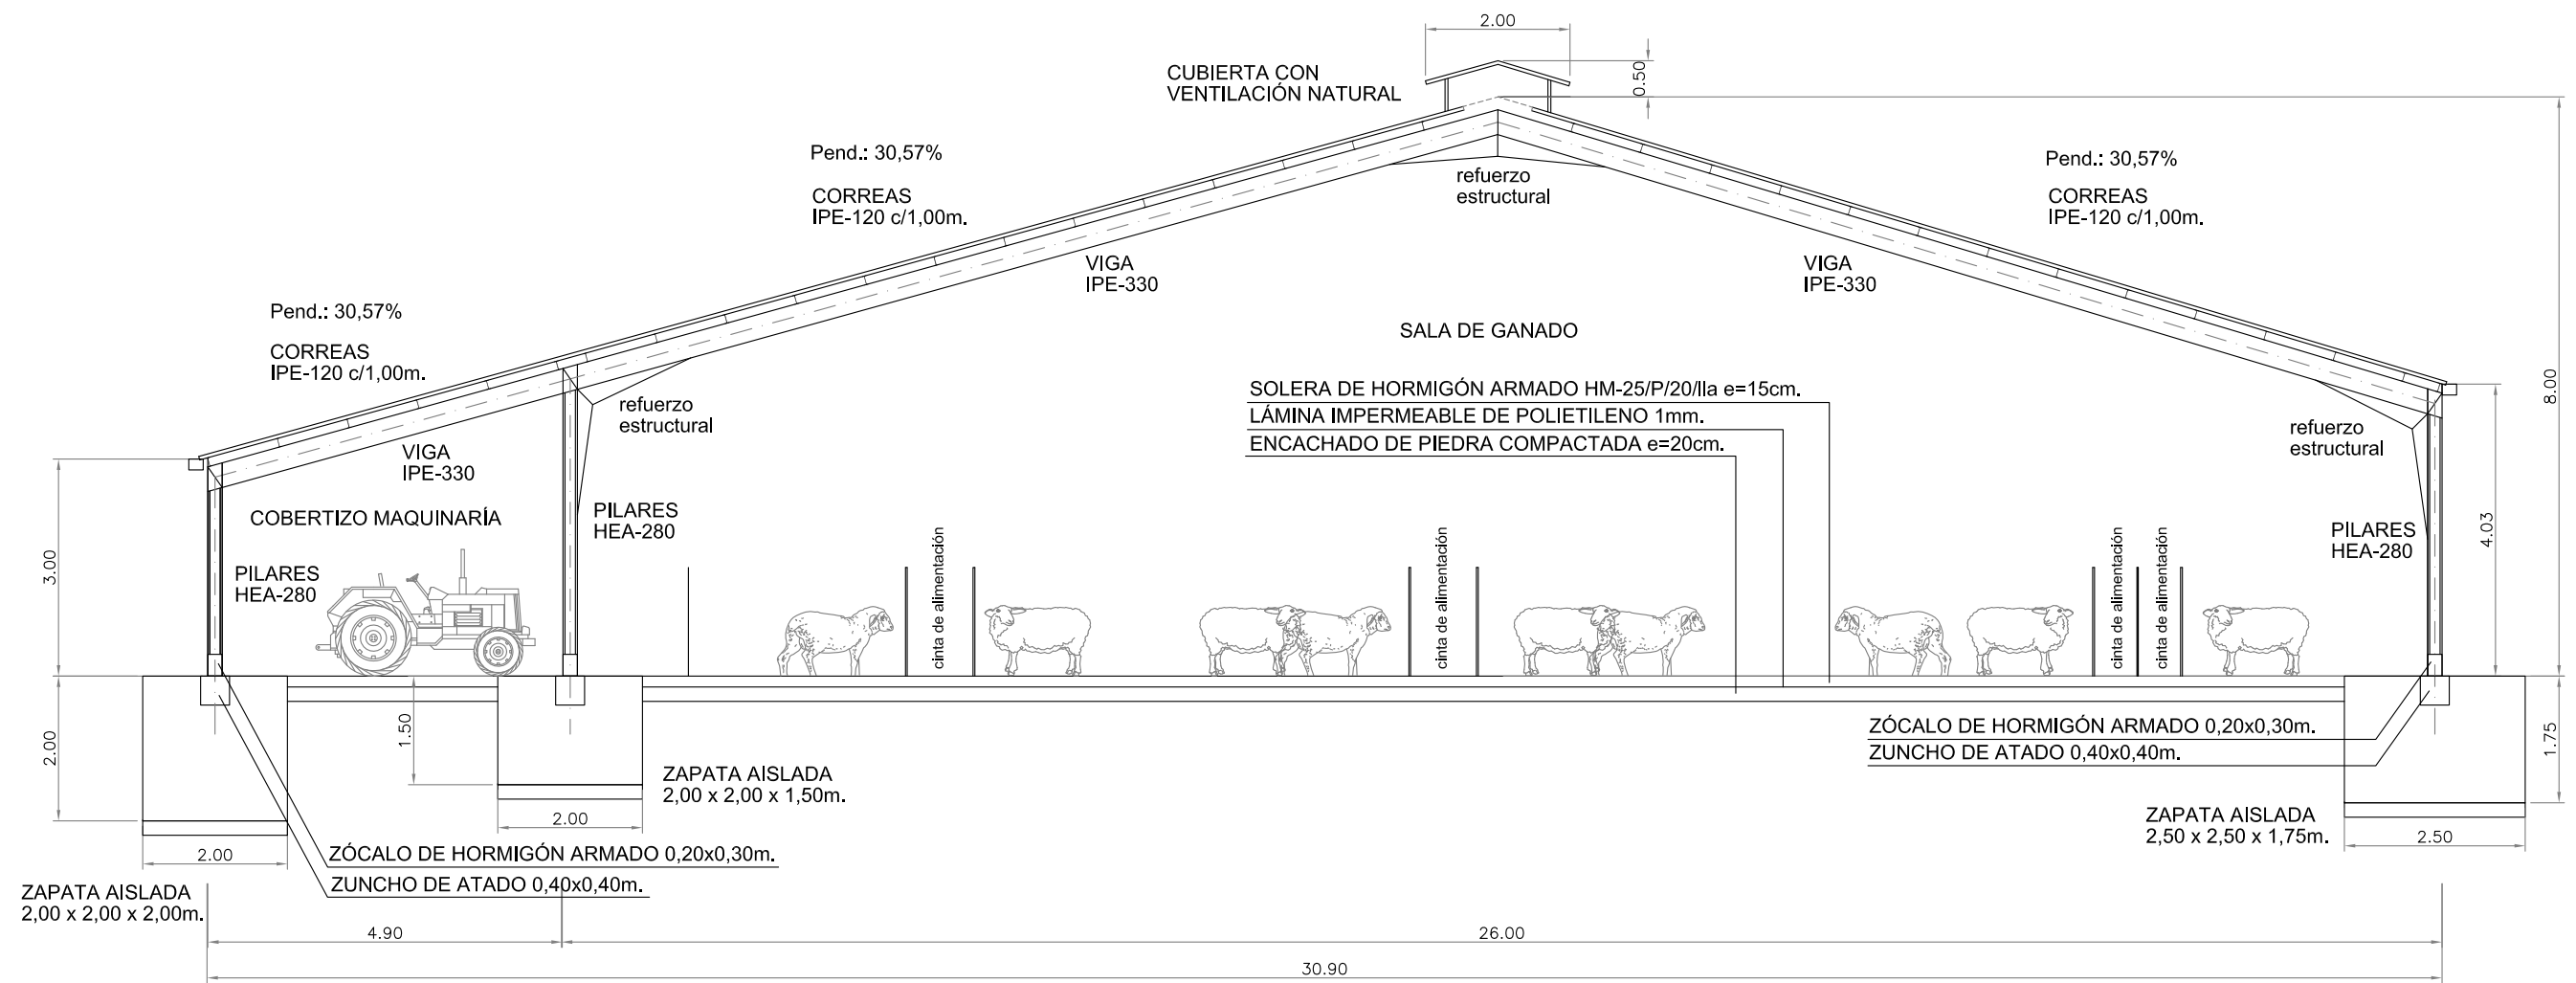 2.00
0.50
CUBIERTA CON
VENTILACIÓN NATURAL
Pend.: 30,57%
CORREAS
IPE-120 c/1,00m.
refuerzo
estructural
Pend.: 30,57%
CORREAS
IPE-120 c/1,00m.
VIGA
IPE-330
VIGA
IPE-330
8.00
Pend.: 30,57%
CORREAS
IPE-120 c/1,00m.
SALA DE GANADO
SOLERA DE HORMIGÓN ARMADO HM-25/P/20/IIa e=15cm.
LÁMINA IMPERMEABLE DE POLIETILENO 1mm.
ENCACHADO DE PIEDRA COMPACTADA e=20cm.
refuerzo
estructural
refuerzo
estructural
VIGA
IPE-330
COBERTIZO MAQUINARÍA
PILARES
HEA-280
PILARES
HEA-280
PILARES
HEA-280
3.00
4.03
cinta de alimentación
cinta de alimentación
cinta de alimentación
cinta de alimentación
2.00
1.50
1.75
ZÓCALO DE HORMIGÓN ARMADO 0,20x0,30m.
ZUNCHO DE ATADO 0,40x0,40m.
ZAPATA AISLADA
2,00 x 2,00 x 1,50m.
2.00
ZAPATA AISLADA
2,50 x 2,50 x 1,75m.
2.50
2.00
ZÓCALO DE HORMIGÓN ARMADO 0,20x0,30m.
ZUNCHO DE ATADO 0,40x0,40m.
ZAPATA AISLADA
2,00 x 2,00 x 2,00m.
4.90
26.00
30.90